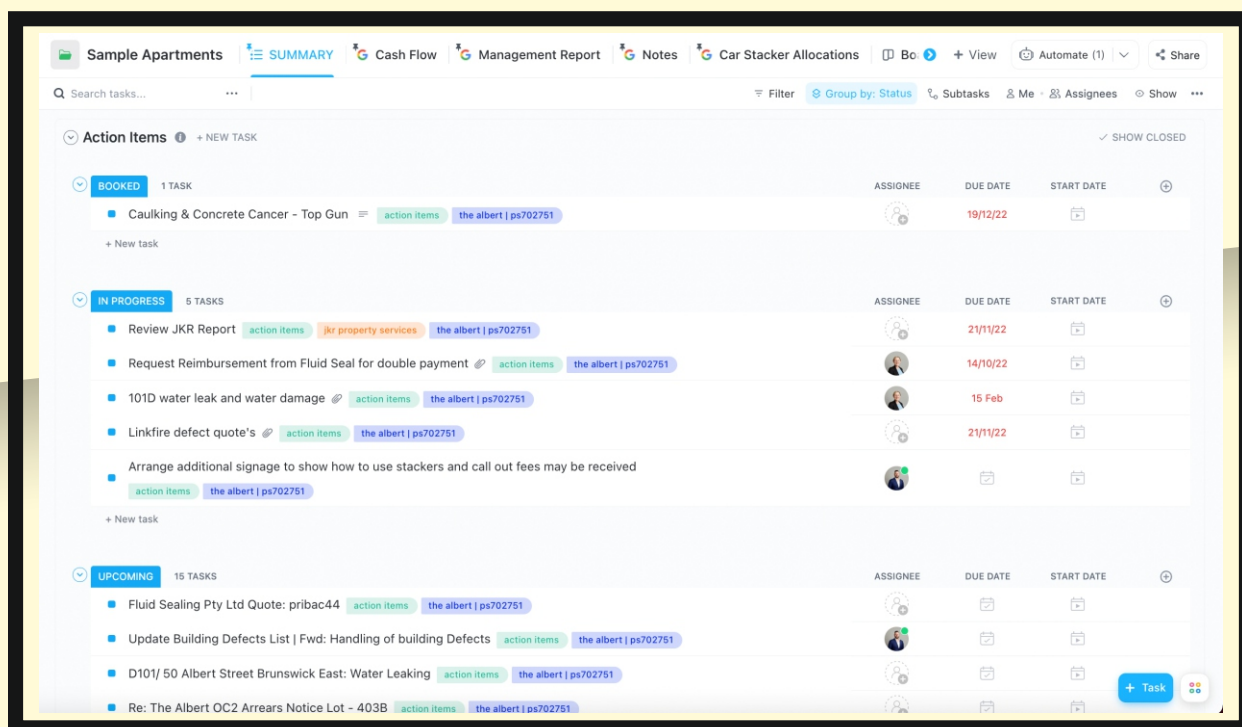 Sample Apartments SUMMARY Cash Flow Management Report Notes Car Stacker Allocations Bo + View Automate (1) Share
Search tasks... Filter Group by: Status Subtasks Me Assignees Show
Action Items + NEW TASK SHOW CLOSED
BOOKED 1 TASK ASSIGNEE DUE DATE START DATE
Caulking & Concrete Cancer - Top Gun action items the albert | ps702751 19/12/22
+ New task
IN PROGRESS 5 TASKS ASSIGNEE DUE DATE START DATE
Review JKR Report action items jkr property services the albert | ps702751 21/11/22
Request Reimbursement from Fluid Seal for double payment action items the albert | ps702751 14/10/22
101D water leak and water damage action items the albert | ps702751 15 Feb
Linkfire defect quote's action items the albert | ps702751 21/11/22
Arrange additional signage to show how to use stackers and call out fees may be received
action items the albert | ps702751
+ New task
UPCOMING 15 TASKS ASSIGNEE DUE DATE START DATE
Fluid Sealing Pty Ltd Quote: pribac44 action items the albert | ps702751
Update Building Defects List | Fwd: Handling of building Defects action items the albert | ps702751
D101/ 50 Albert Street Brunswick East: Water Leaking action items the albert | ps702751
+ Task
Re: The Albert OC2 Arrears Notice Lot - 403B action items the albert | ps702751